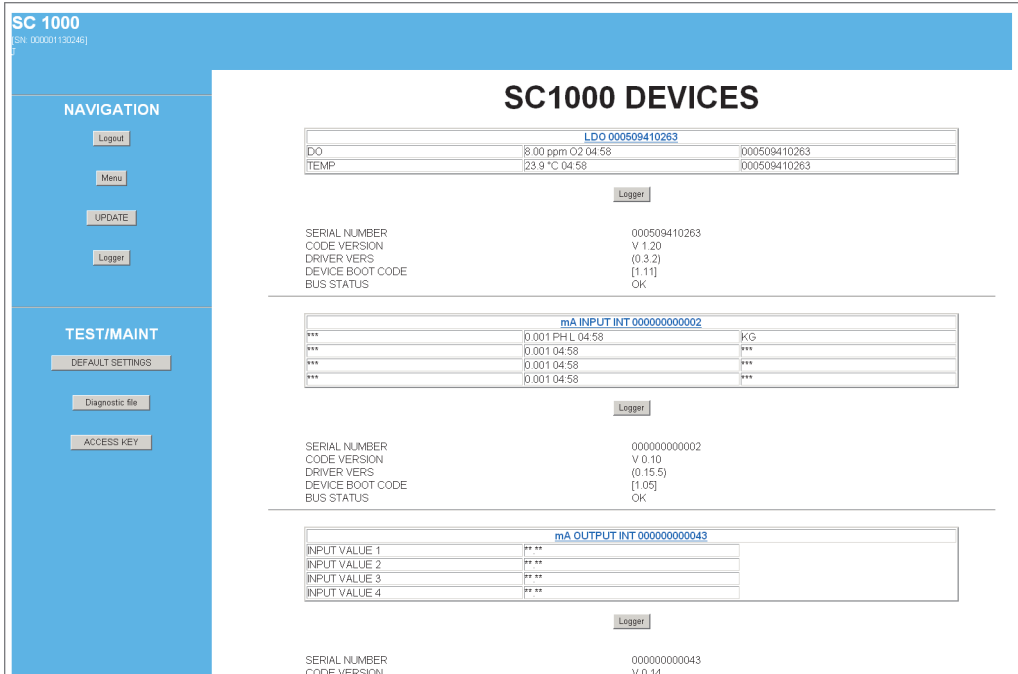 SC 1000
[SN: 000001130246]
T
NAVIGATION
Logout
Menu
UPDATE
Logger
TEST/MAINT
DEFAULT SETTINGS
Diagnostic file
ACCESS KEY
SC1000 DEVICES
LDO 000509410263
DO 8.00 ppm O2 04:58 000509410263
TEMP 23.9 °C 04:58 000509410263
Logger
SERIAL NUMBER 000509410263
CODE VERSION V 1.20
DRIVER VERS (0.3.2)
DEVICE BOOT CODE [1.11]
BUS STATUS OK
mA INPUT INT 000000000002
*** 0.001 PH L 04:58 KG
*** 0.001 04:58 ***
*** 0.001 04:58 ***
*** 0.001 04:58 ***
Logger
SERIAL NUMBER 000000000002
CODE VERSION V 0.10
DRIVER VERS (0.15.5)
DEVICE BOOT CODE [1.05]
BUS STATUS OK
mA OUTPUT INT 000000000043
INPUT VALUE 1 ** **
INPUT VALUE 2 ** **
INPUT VALUE 3 ** **
INPUT VALUE 4 ** **
Logger
SERIAL NUMBER 000000000043
CODE VERSION V 0.14